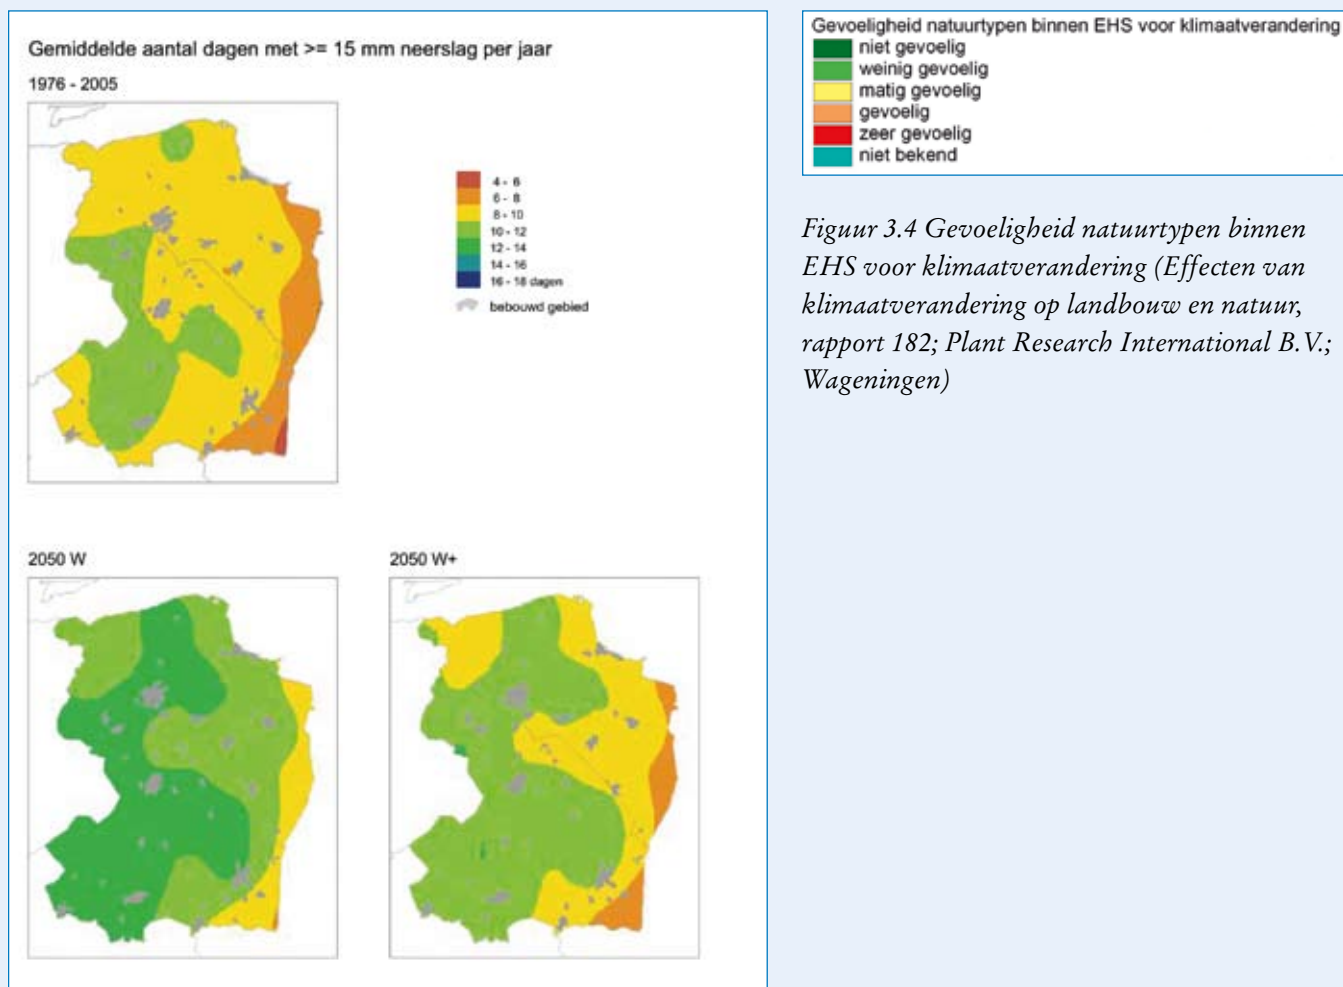 Gemiddelde aantal dagen met >= 15 mm neerslag per jaar
1976 - 2005
4 - 6
6 - 8
8 - 10
10 - 12
12 - 14
14 - 16
16 - 18 dagen
bebouwd gebied
2050 W
2050 W+
Gevoeligheid natuurtypen binnen EHS voor klimaatverandering
niet gevoelig
weinig gevoelig
matig gevoelig
gevoelig
zeer gevoelig
niet bekend
Figuur 3.4 Gevoeligheid natuurtypen binnen
EHS voor klimaatverandering (Effecten van
klimaatverandering op landbouw en natuur,
rapport 182; Plant Research International B.V.;
Wageningen)